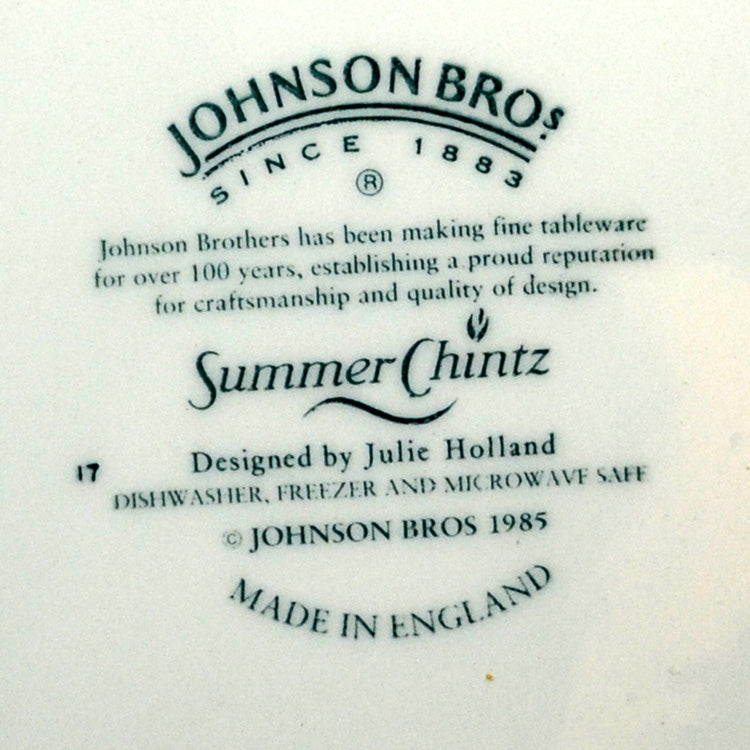 JOHNSON BROS.
SINCE 1883
®
Johnson Brothers has been making fine tableware
for over 100 years, establishing a proud reputation
for craftsmanship and quality of design.
Summer Chintz
Designed by Julie Holland
17
DISHWASHER, FREEZER AND MICROWAVE SAFE
© JOHNSON BROS 1985
MADE IN ENGLAND